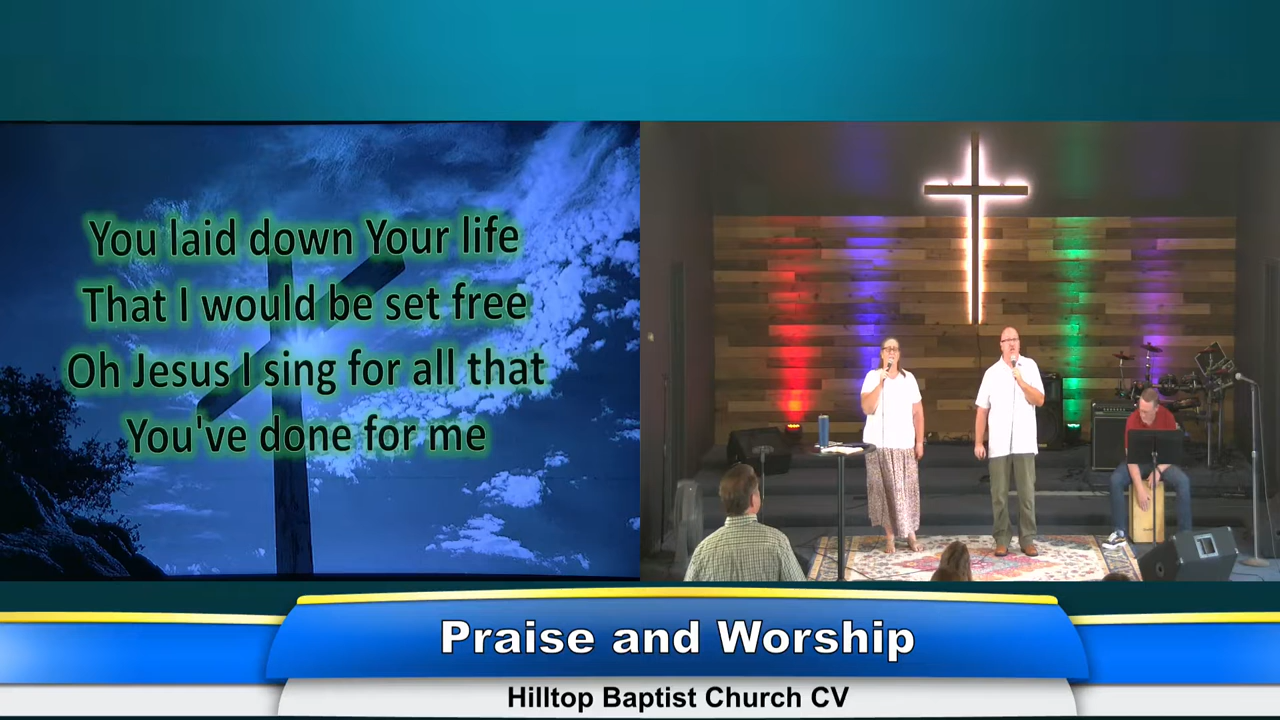 You laid down Your life
That I would be set free
Oh Jesus I sing for all that
You've done for me
Praise and Worship
Hilltop Baptist Church CV